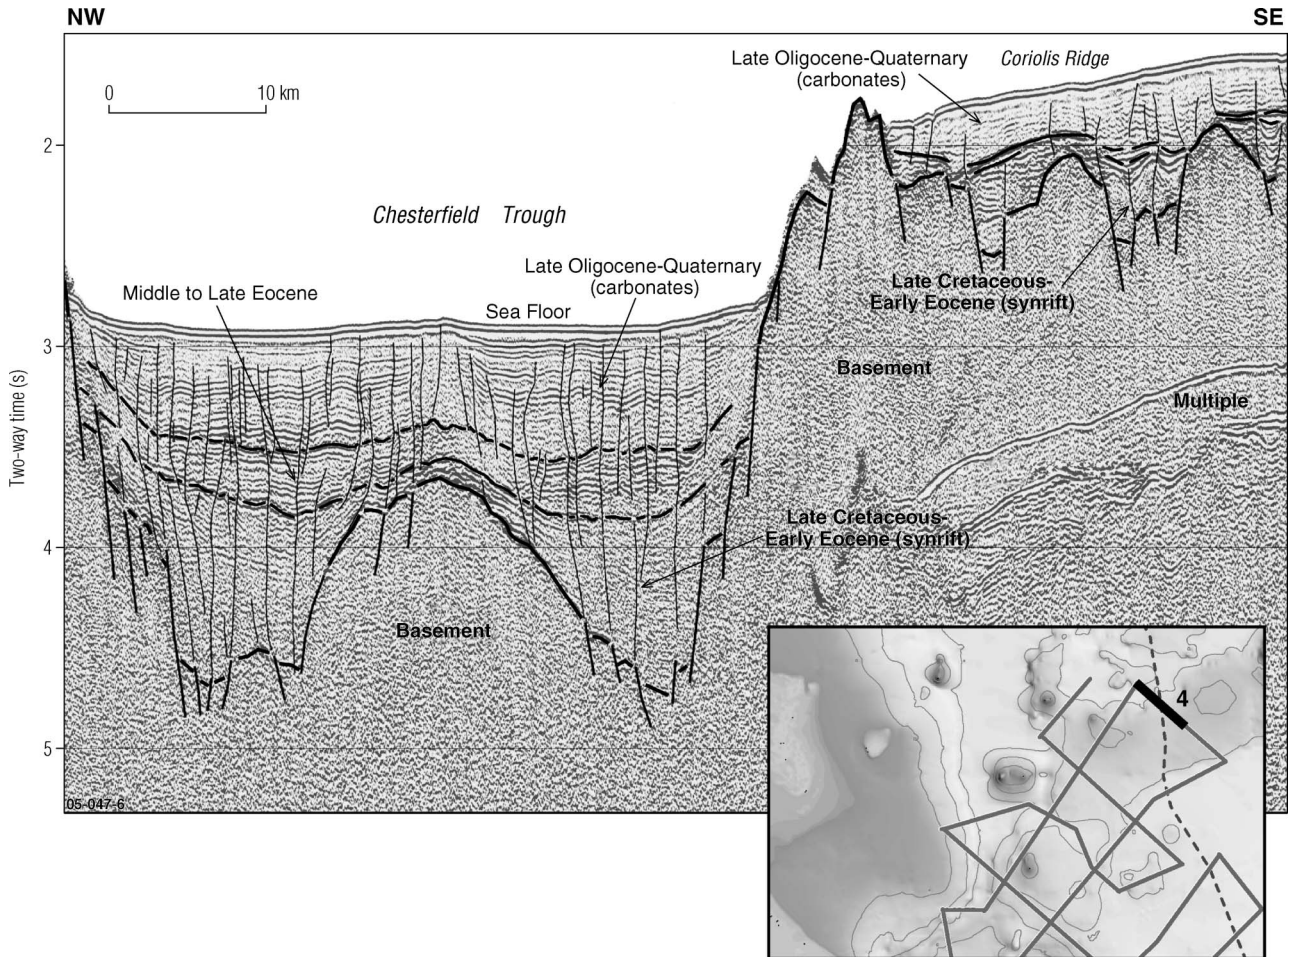 NW
SE
Late Oligocene-Quaternary
(carbonates)
Coriolis Ridge
0
10 km
2
Chesterfield Trough
Late Oligocene-Quaternary
(carbonates)
Middle to Late Eocene
Sea Floor
Late Cretaceous-
Early Eocene (synrift)
3
Basement
Multiple
Two-way time (s)
Late Cretaceous-
Early Eocene (synrift)
4
Basement
4
5
05-047-6